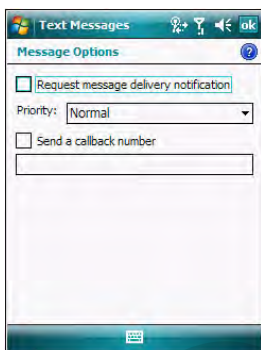 Text Messages ok
Message Options ?
Request message delivery notification
Priority: Normal
Send a callback number